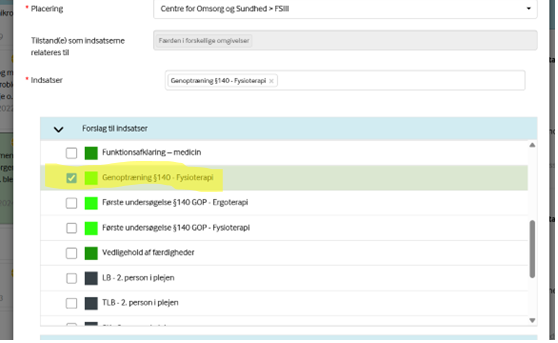 * Placering
Centre for Omsorg og Sundhed > FSIII
Tilstand(e) som indsatserne
relateres til
Færden i forskellige omgivelser
* Indsatser
Genoptræning §140 - Fysioterapi ×
Forslag til indsatser
Funktionsafklaring – medicin
Genoptræning §140 - Fysioterapi
Første undersøgelse §140 GOP - Ergoterapi
Første undersøgelse §140 GOP - Fysioterapi
Vedligehold af færdigheder
LB - 2. person i plejen
TLB - 2. person i plejen